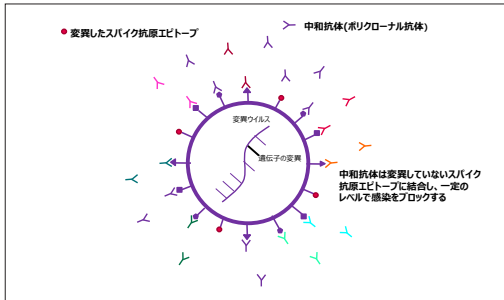 変異したスパイク抗原エピトープ
中和抗体(ポリクローナル抗体)
変異ウイルス
遺伝子の変異
中和抗体は変異していないスパイク
抗原エピトープに結合し、一定の
レベルで感染をブロックする